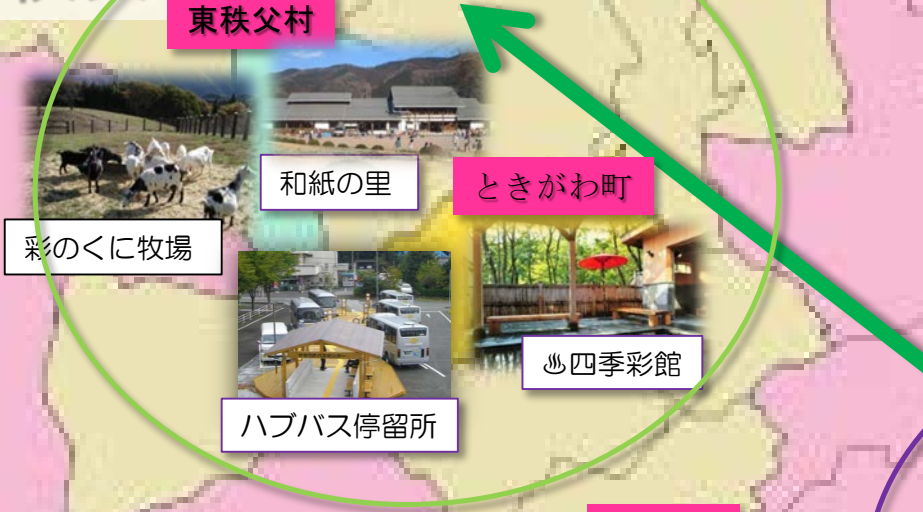 東秩父村
和紙の里
ときがわ町
彩のくに牧場
♨四季彩館
ハブバス停留所